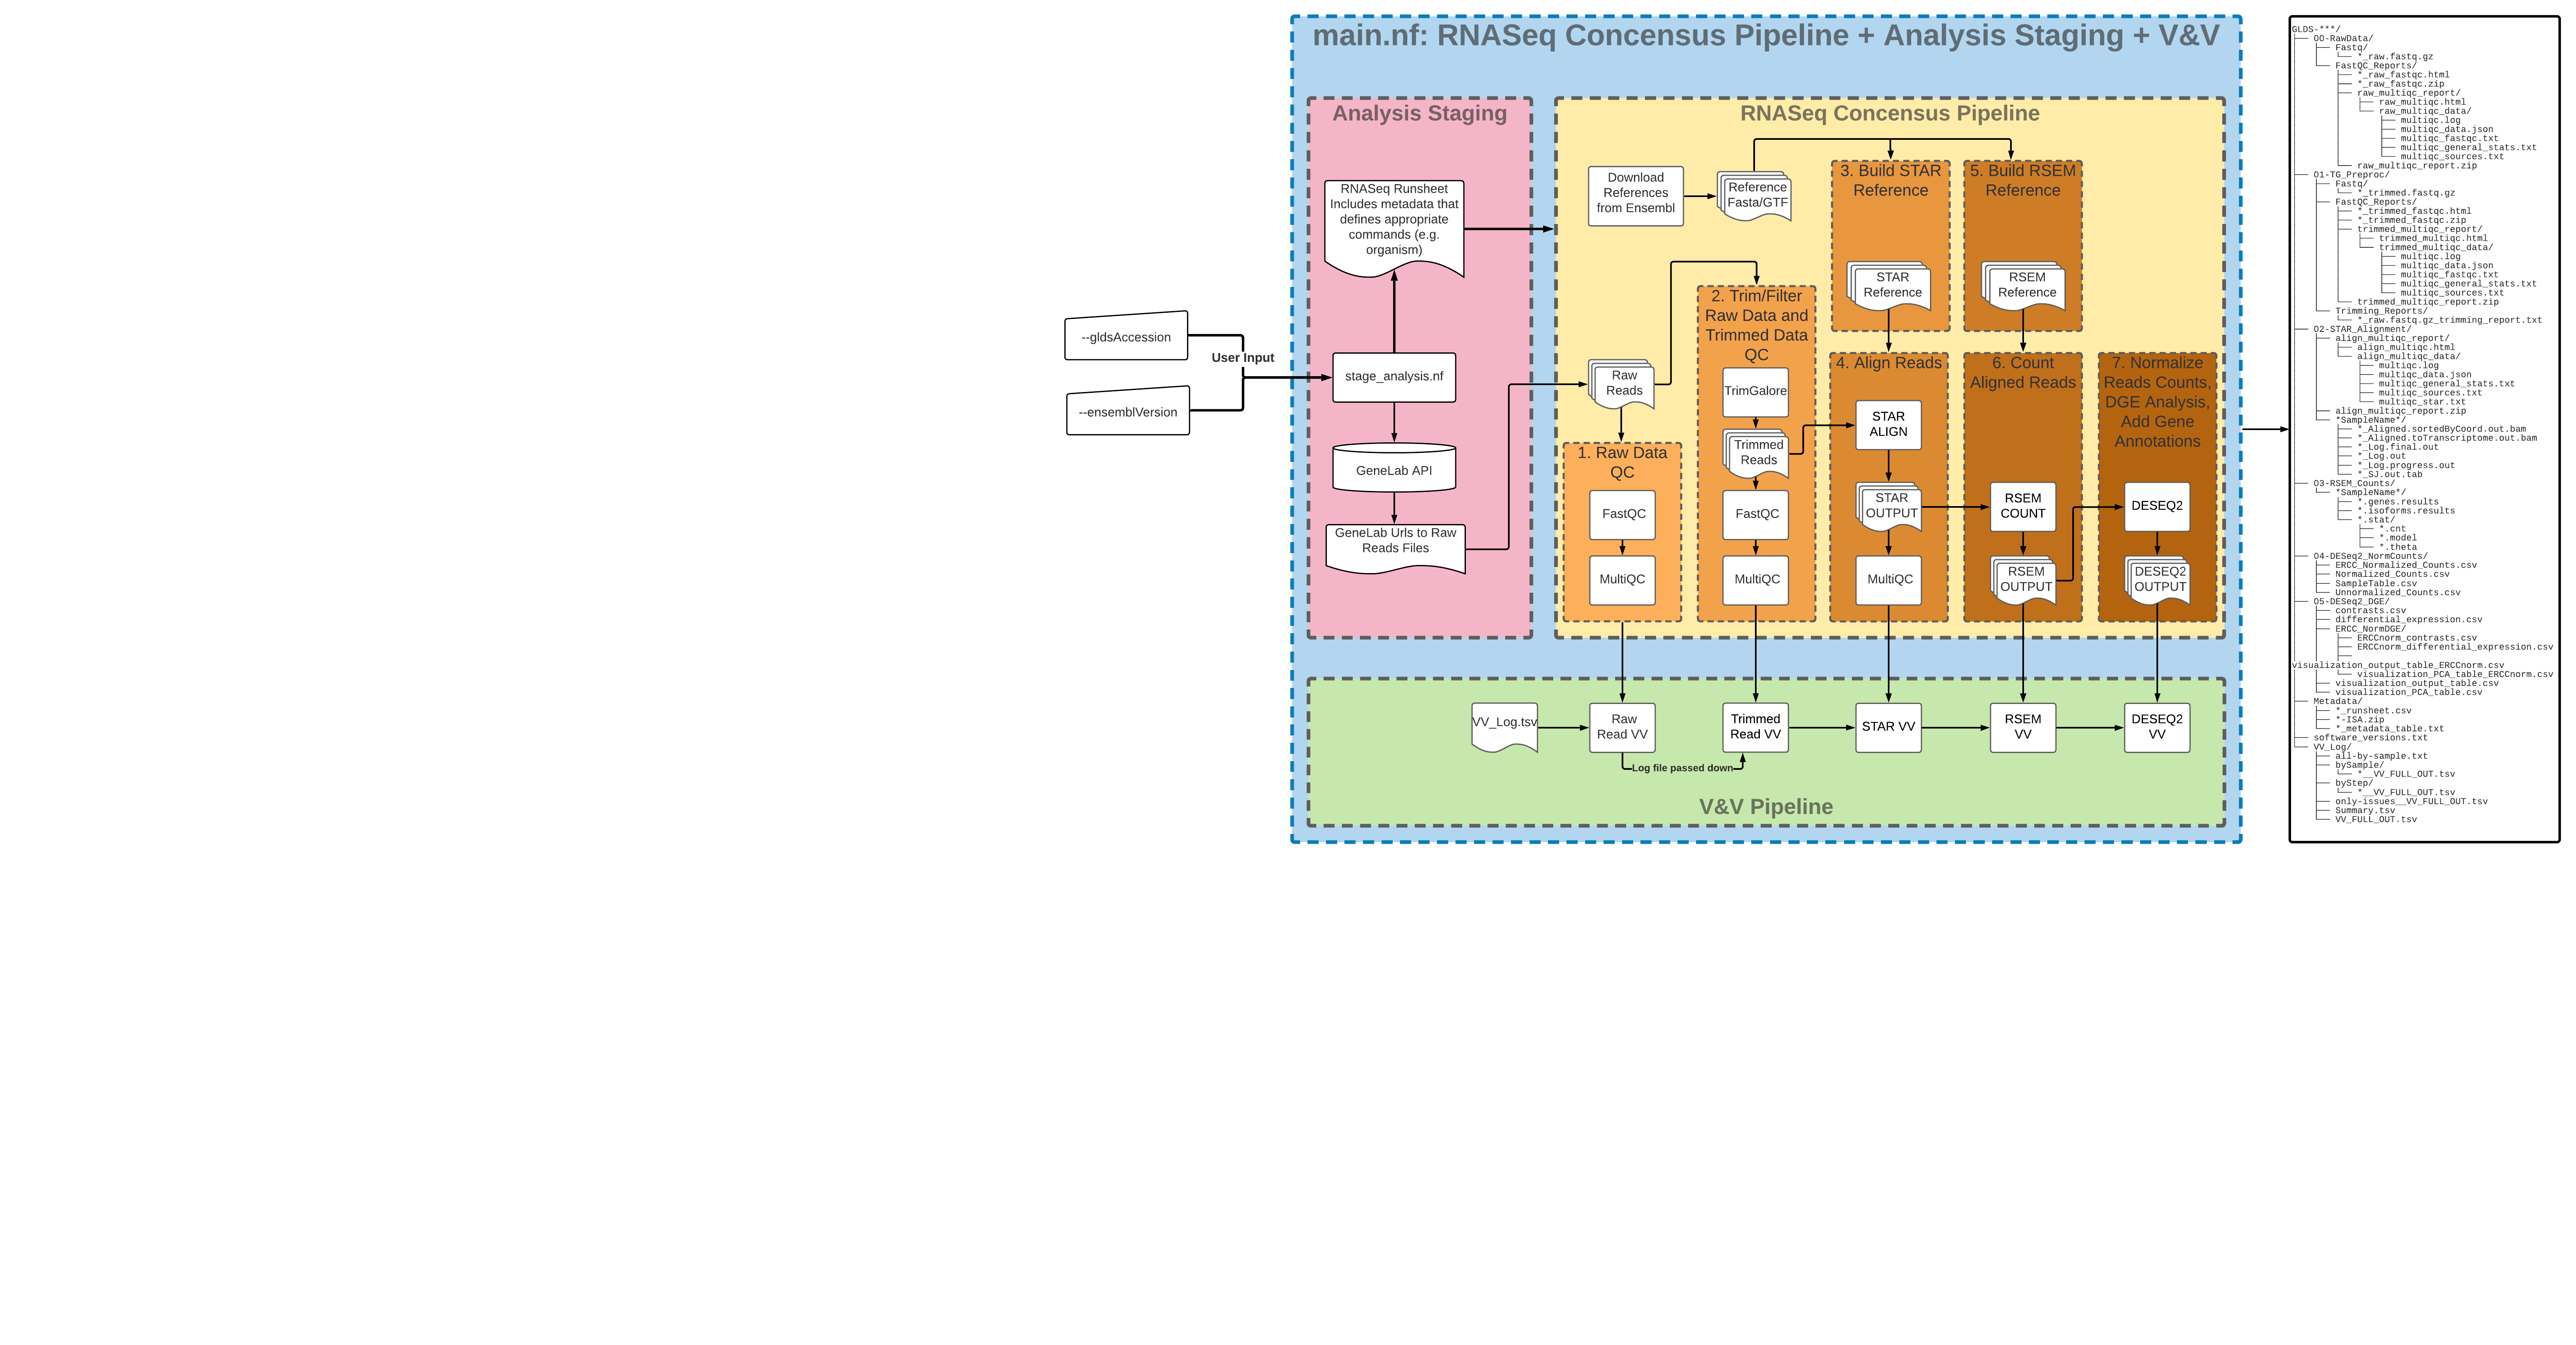 main.nf: RNASeq Concensus Pipeline + Analysis Staging + V&V
--gldsAccession
--ensemblVersion
User Input
Analysis Staging
RNASeq Runsheet
Includes metadata that
defines appropriate
commands (e.g.
organism)
stage_analysis.nf
GeneLab API
GeneLab Urls to Raw
Reads Files
RNASeq Concensus Pipeline
Download
References
from Ensembl
Reference
Fasta/GTF
Raw
Reads
1. Raw Data
QC
FastQC
MultiQC
2. Trim/Filter
Raw Data and
Trimmed Data
QC
TrimGalore
Trimmed
Reads
FastQC
MultiQC
3. Build STAR
Reference
STAR
Reference
4. Align Reads
STAR
ALIGN
STAR
OUTPUT
MultiQC
5. Build RSEM
Reference
RSEM
Reference
6. Count
Aligned Reads
RSEM
COUNT
RSEM
OUTPUT
7. Normalize
Reads Counts,
DGE Analysis,
Add Gene
Annotations
DESEQ2
DESEQ2
OUTPUT
VV_Log.tsv
Raw
Read VV
Log file passed down
Trimmed
Read VV
STAR VV
RSEM
VV
DESEQ2
VV
V&V Pipeline
GLDS-***/
├── 00-RawData/
│   ├── Fastq/
│   │   └── *_raw.fastq.gz
│   └── FastQC_Reports/
│       ├── *_raw_fastqc.html
│       ├── *_raw_fastqc.zip
│       ├── raw_multiqc_report/
│       │   ├── raw_multiqc.html
│       │   └── raw_multiqc_data/
│       │       ├── multiqc.log
│       │       ├── multiqc_data.json
│       │       ├── multiqc_fastqc.txt
│       │       ├── multiqc_general_stats.txt
│       │       └── multiqc_sources.txt
│       └── raw_multiqc_report.zip
├── 01-TG_Preproc/
│   ├── Fastq/
│   │   └── *_trimmed.fastq.gz
│   ├── FastQC_Reports/
│   │   ├── *_trimmed_fastqc.html
│   │   ├── *_trimmed_fastqc.zip
│   │   ├── trimmed_multiqc_report/
│   │   │   ├── trimmed_multiqc.html
│   │   │   └── trimmed_multiqc_data/
│   │   │       ├── multiqc.log
│   │   │       ├── multiqc_data.json
│   │   │       ├── multiqc_fastqc.txt
│   │   │       ├── multiqc_general_stats.txt
│   │   │       └── multiqc_sources.txt
│   │   └── trimmed_multiqc_report.zip
│   └── Trimming_Reports/
│       └── *_raw.fastq.gz_trimming_report.txt
├── 02-STAR_Alignment/
│   ├── align_multiqc_report/
│   │   ├── align_multiqc.html
│   │   └── align_multiqc_data/
│   │       ├── multiqc.log
│   │       ├── multiqc_data.json
│   │       ├── multiqc_general_stats.txt
│   │       ├── multiqc_sources.txt
│   │       └── multiqc_star.txt
│   ├── align_multiqc_report.zip
│   └── *SampleName*/
│       ├── *_Aligned.sortedByCoord.out.bam
│       ├── *_Aligned.toTranscriptome.out.bam
│       ├── *_Log.final.out
│       ├── *_Log.out
│       ├── *_Log.progress.out
│       └── *_SJ.out.tab
├── 03-RSEM_Counts/
│   └── *SampleName*/
│       ├── *.genes.results
│       ├── *.isoforms.results
│       └── *.stat/
│           ├── *.cnt
│           ├── *.model
│           └── *.theta
├── 04-DESeq2_NormCounts/
│   ├── ERCC_Normalized_Counts.csv
│   ├── Normalized_Counts.csv
│   ├── SampleTable.csv
│   └── Unnormalized_Counts.csv
├── 05-DESeq2_DGE/
│   ├── contrasts.csv
│   ├── differential_expression.csv
│   ├── ERCC_NormDGE/
│   │   ├── ERCCnorm_contrasts.csv
│   │   ├── ERCCnorm_differential_expression.csv
│   │   ├──
visualization_output_table_ERCCnorm.csv
│   │   └── visualization_PCA_table_ERCCnorm.csv
│   ├── visualization_output_table.csv
│   └── visualization_PCA_table.csv
├── Metadata/
│   ├── *_runsheet.csv
│   ├── *-ISA.zip
│   └── *_metadata_table.txt
├── software_versions.txt
└── VV_Log/
    ├── all-by-sample.txt
    ├── bySample/
    │   └── *__VV_FULL_OUT.tsv
    ├── byStep/
    │   └── *__VV_FULL_OUT.tsv
    ├── only-issues__VV_FULL_OUT.tsv
    ├── Summary.tsv
    └── VV_FULL_OUT.tsv